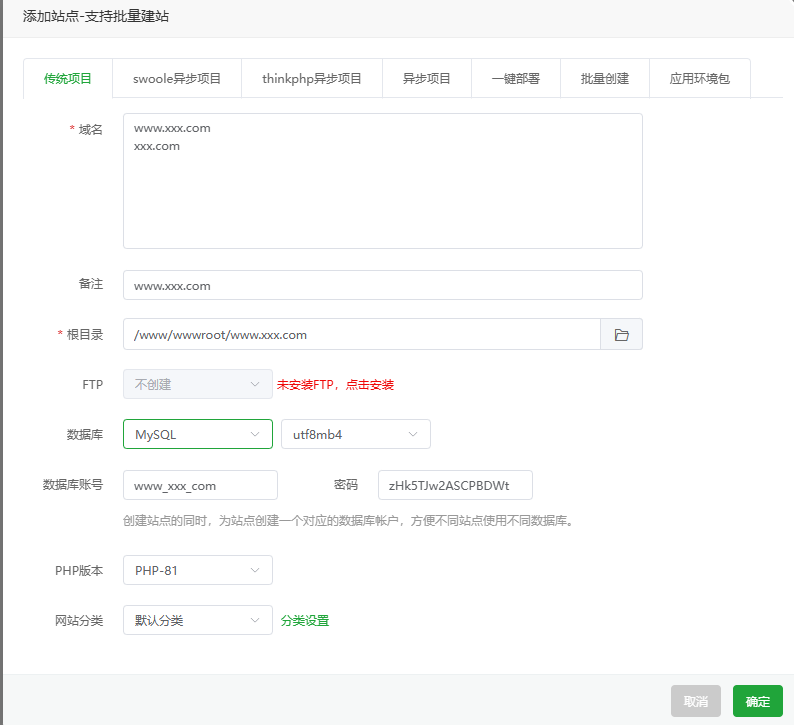 添加站点-支持批量建站
传统项目 swoole异步项目 thinkphp异步项目 异步项目 一键部署 批量创建 应用环境包
* 域名 www.xxx.com
xxx.com
备注 www.xxx.com
* 根目录 /www/wwwroot/www.xxx.com
FTP 不创建 未安装FTP，点击安装
数据库 MySQL utf8mb4
数据库账号 www_xxx_com 密码 zHk5TJw2ASCPBDWt
创建站点的同时，为站点创建一个对应的数据库帐户，方便不同站点使用不同数据库。
PHP版本 PHP-81
网站分类 默认分类 分类设置
取消 确定